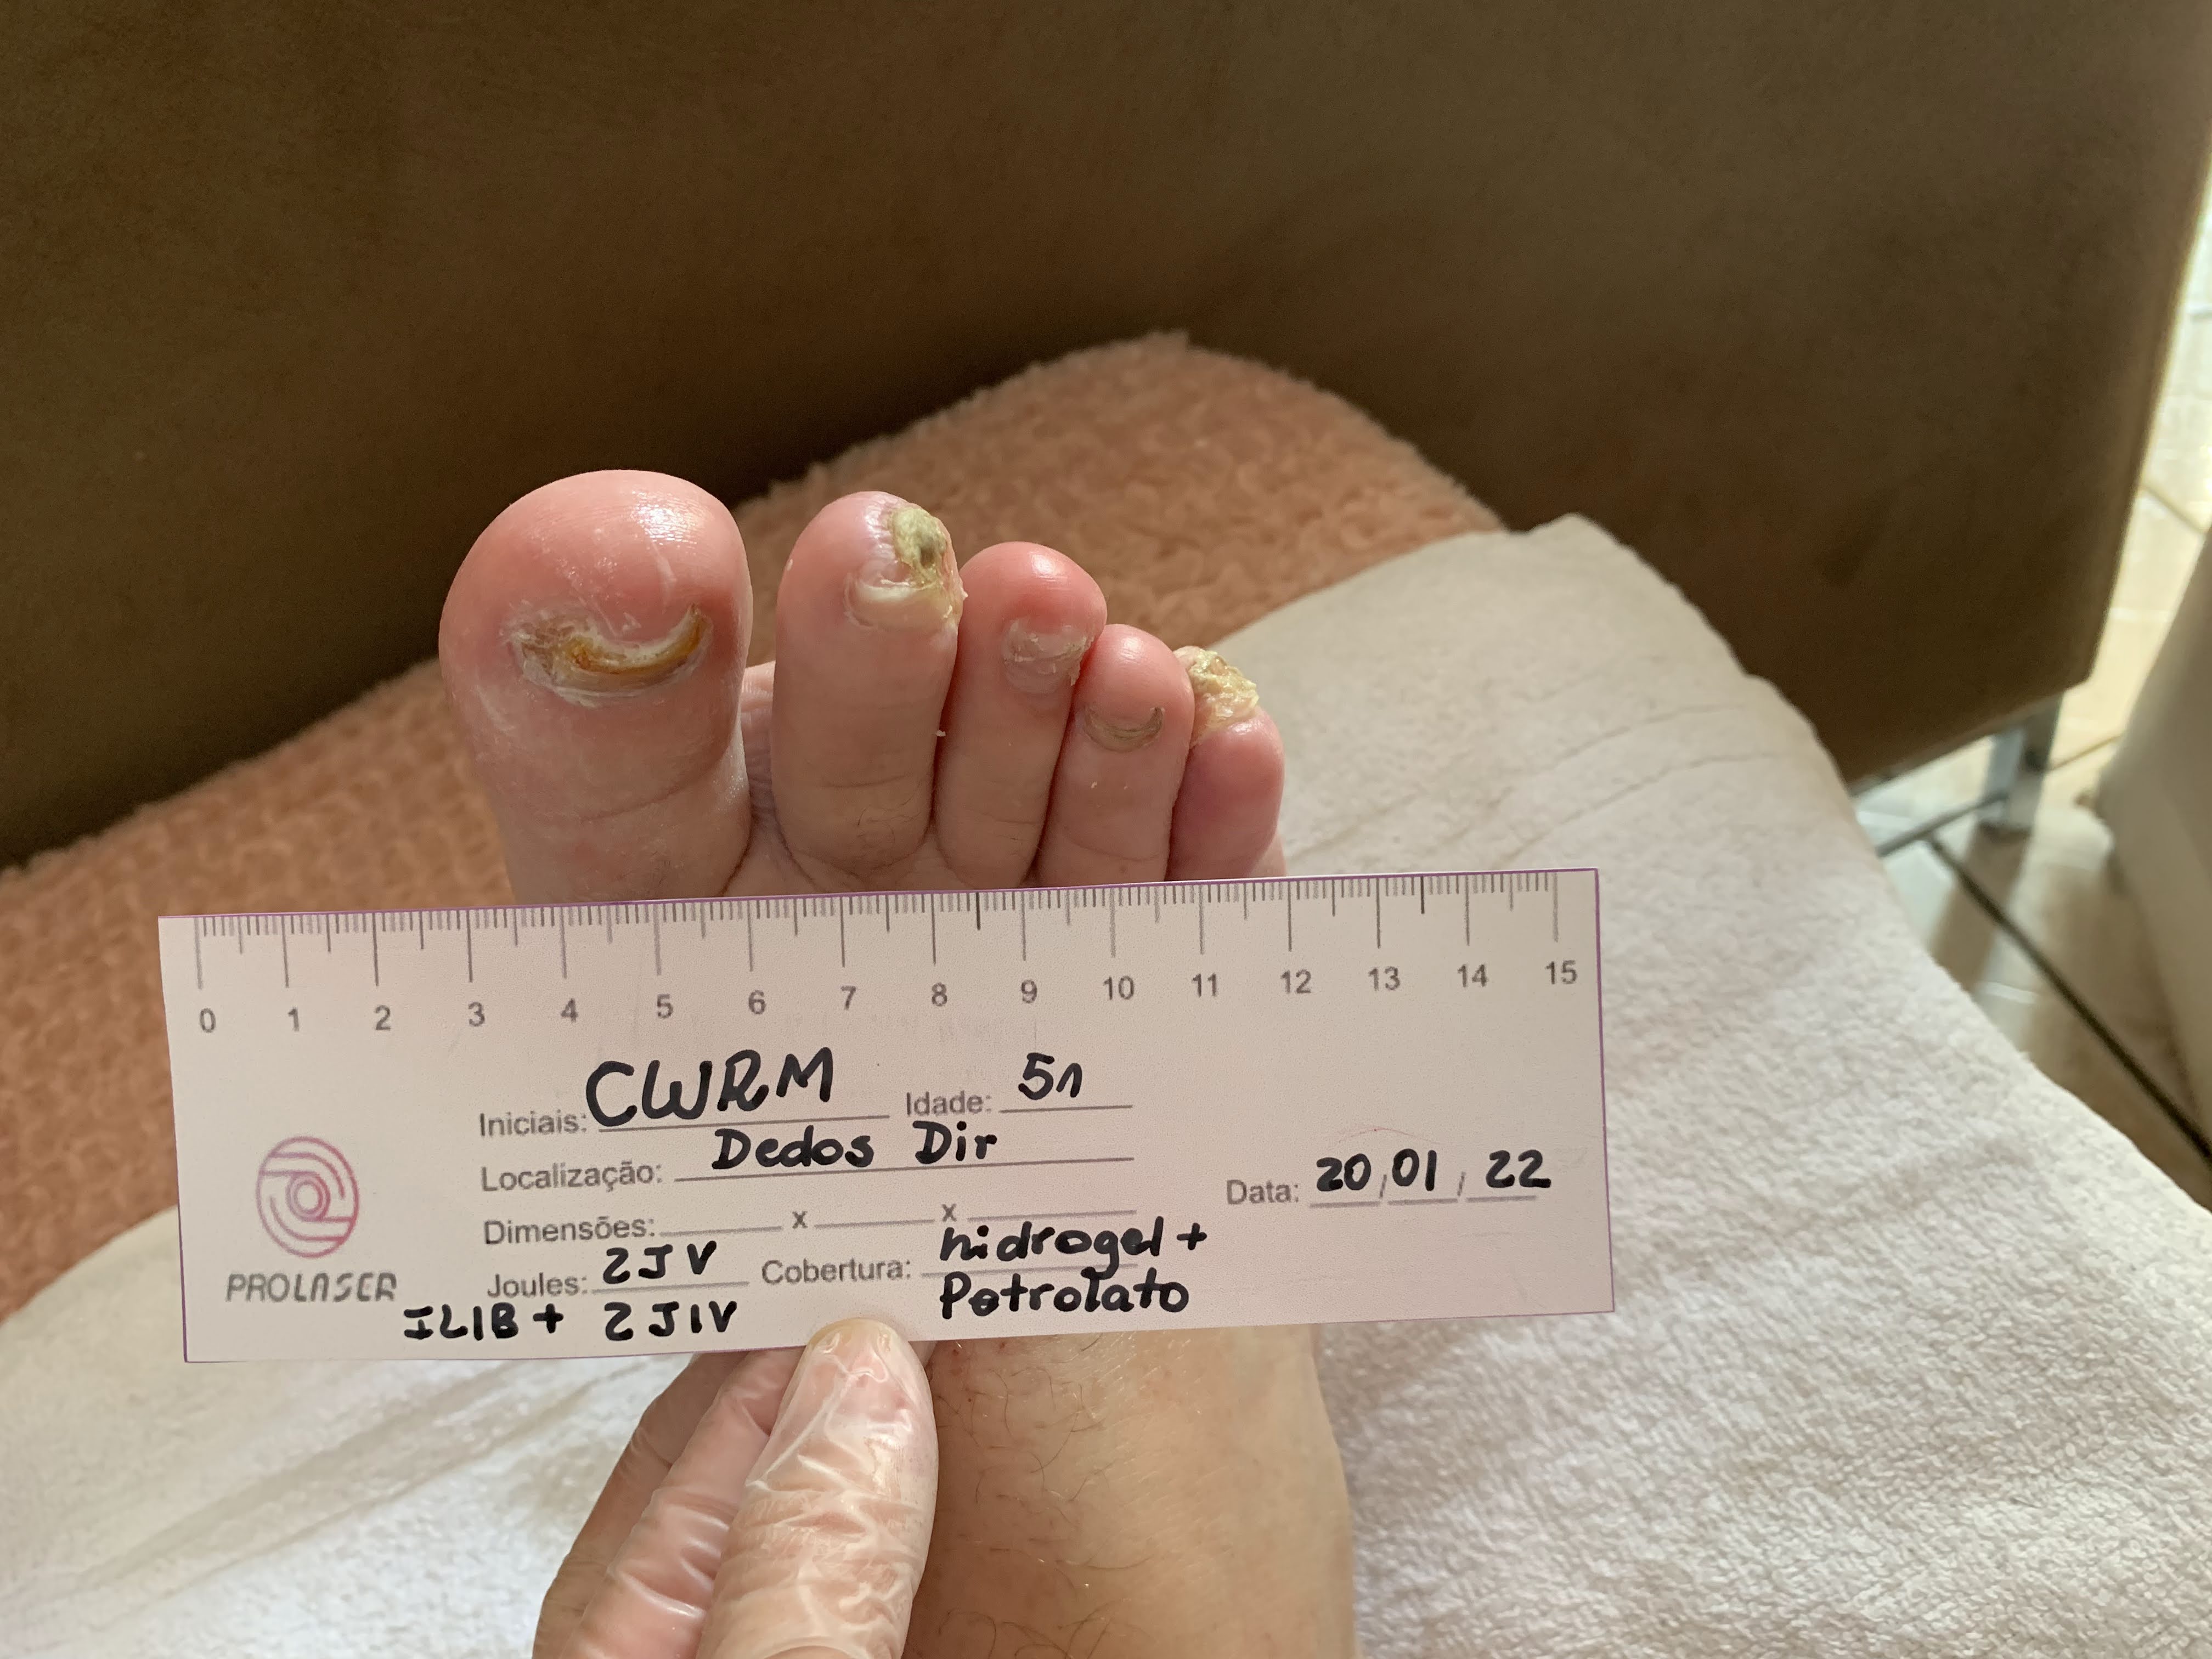 0 1 2 3 4 5 6 7 8 9 10 11 12 13 14 15
Iniciais: CWRM Idade: 51
Localização: Dedos Dir
Data: 20/01/22
Dimensões: x x
Joules: 2J V Cobertura: hidrogel +
ILIB + 2 J IV Petrolato
PROLASER